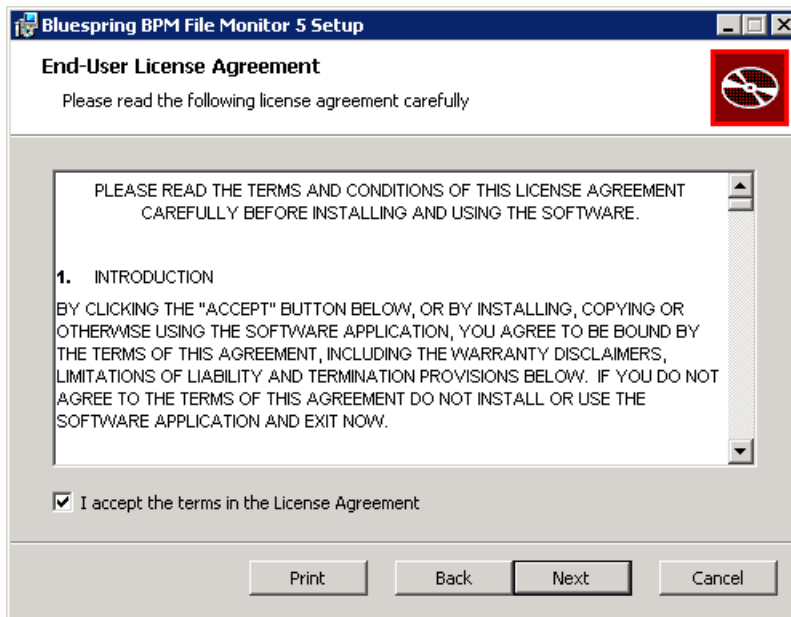 Bluespring BPM File Monitor 5 Setup
End-User License Agreement
Please read the following license agreement carefully
PLEASE READ THE TERMS AND CONDITIONS OF THIS LICENSE AGREEMENT
CAREFULLY BEFORE INSTALLING AND USING THE SOFTWARE.
1. INTRODUCTION
BY CLICKING THE "ACCEPT" BUTTON BELOW, OR BY INSTALLING, COPYING OR
OTHERWISE USING THE SOFTWARE APPLICATION, YOU AGREE TO BE BOUND BY
THE TERMS OF THIS AGREEMENT, INCLUDING THE WARRANTY DISCLAIMERS,
LIMITATIONS OF LIABILITY AND TERMINATION PROVISIONS BELOW. IF YOU DO NOT
AGREE TO THE TERMS OF THIS AGREEMENT DO NOT INSTALL OR USE THE
SOFTWARE APPLICATION AND EXIT NOW.
I accept the terms in the License Agreement
Print Back Next Cancel